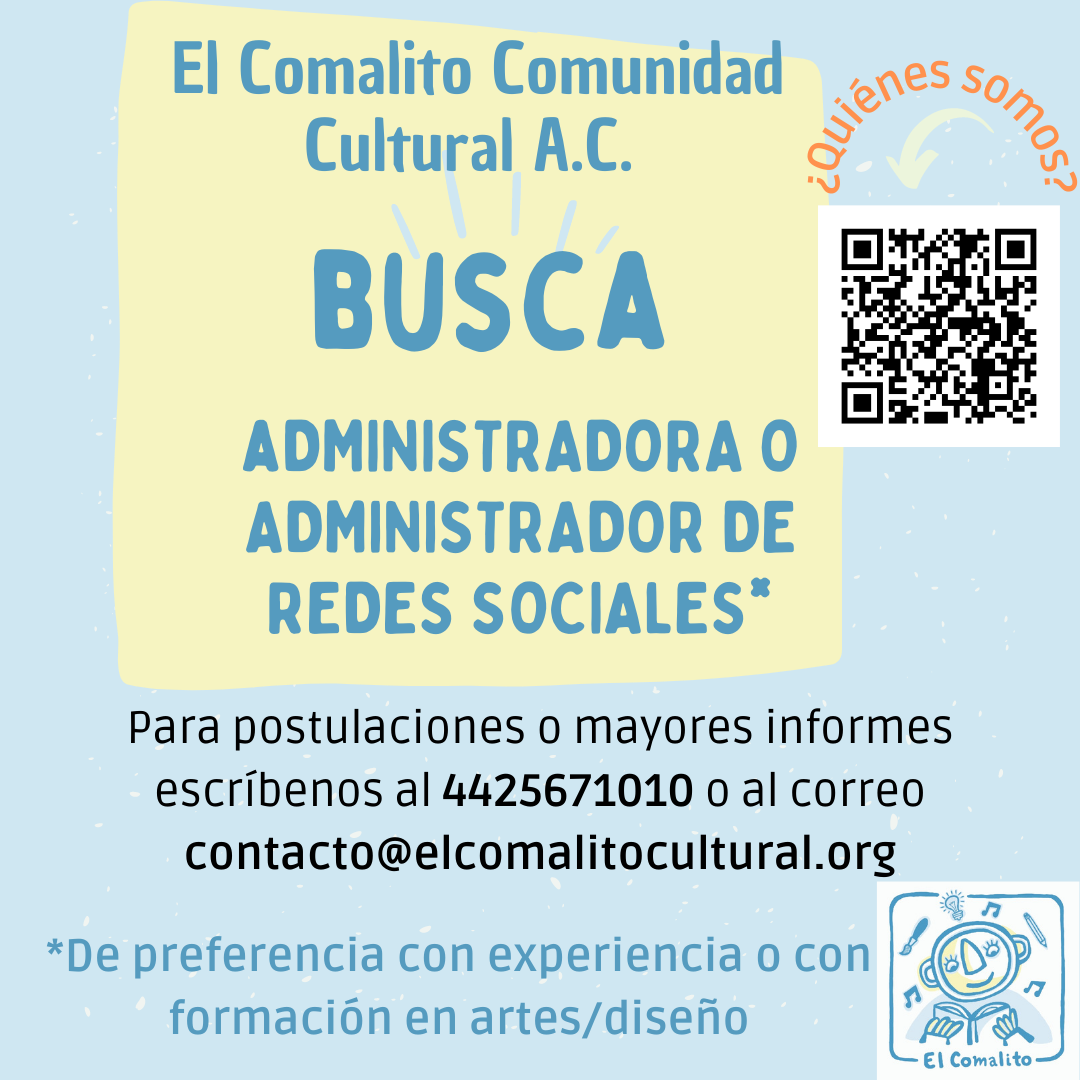 El Comalito Comunidad
Cultural A.C.
¿Quiénes somos?
BUSCA
ADMINISTRADORA O
ADMINISTRADOR DE
REDES SOCIALES*
Para postulaciones o mayores informes
escríbenos al 4425671010 o al correo
contacto@elcomalitocultural.org
*De preferencia con experiencia o con
formación en artes/diseño
El Comalito